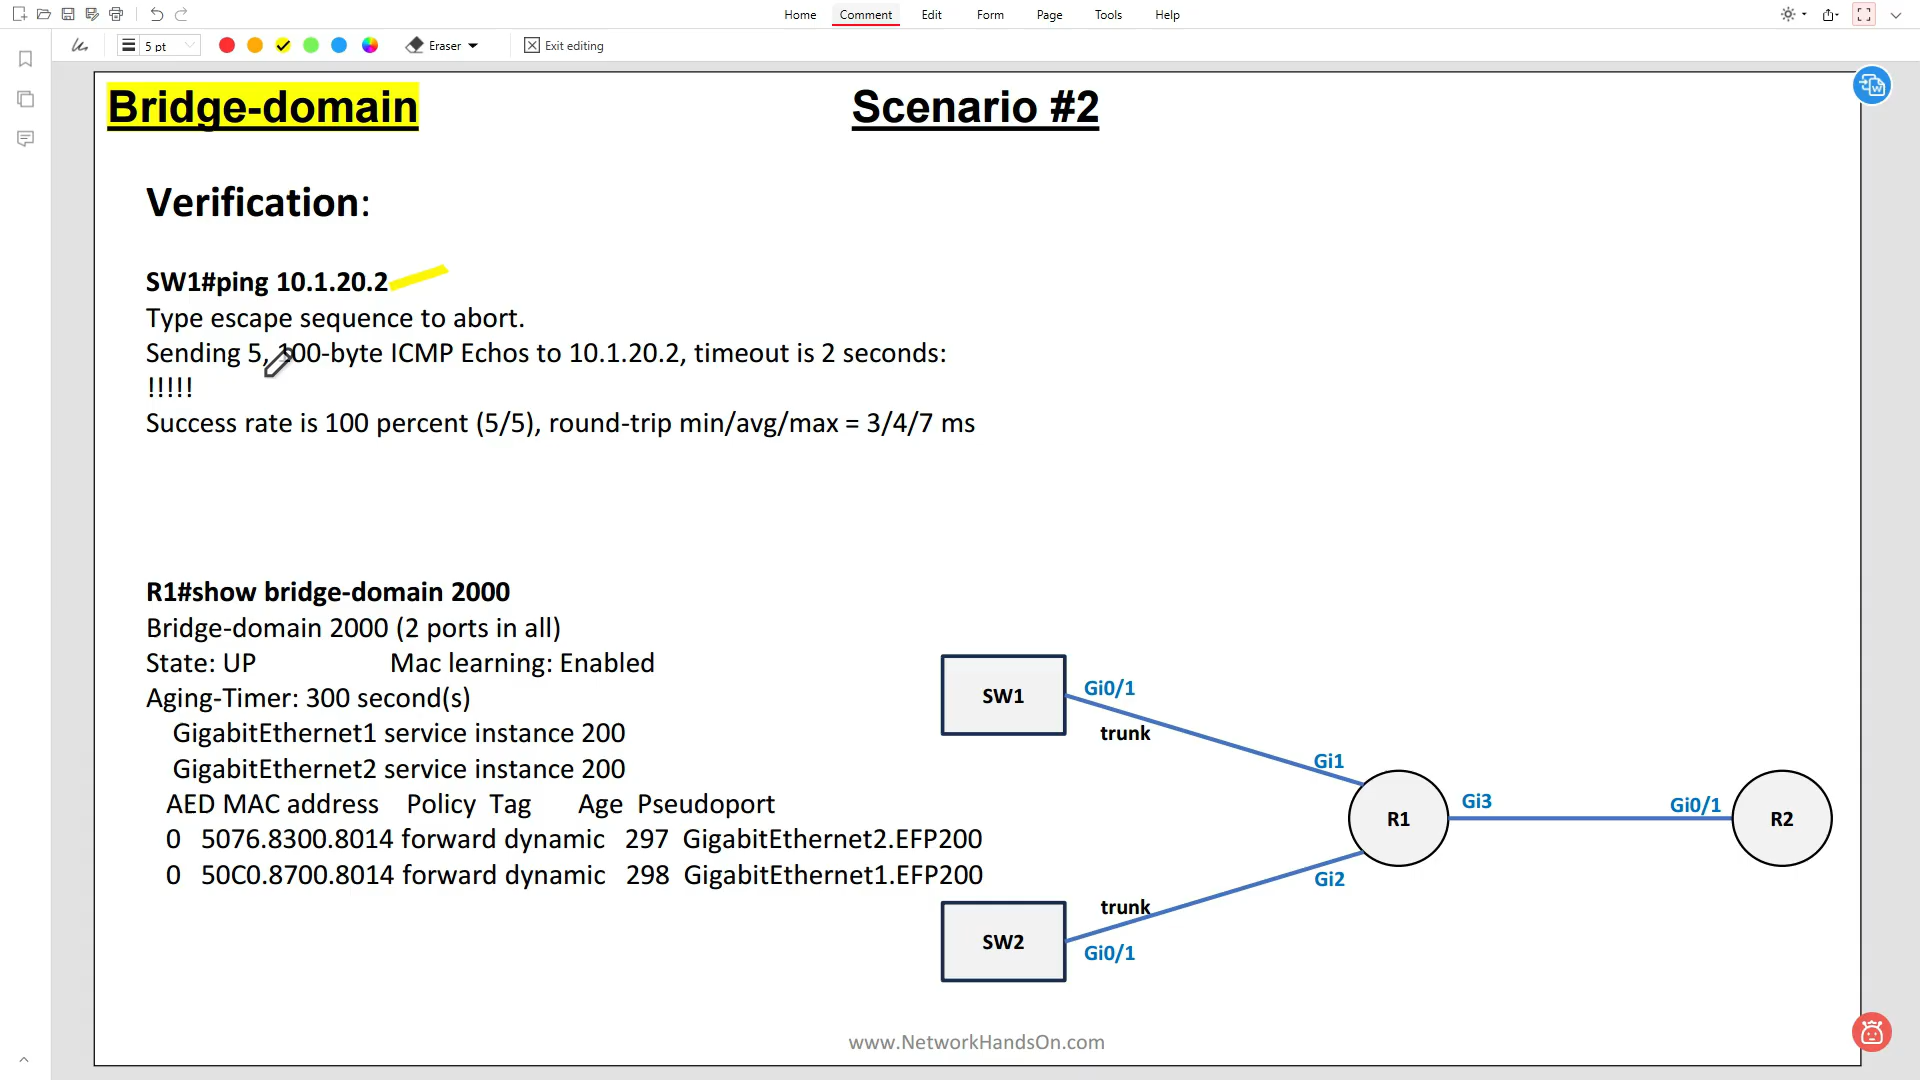 Home Comment Edit Form Page Tools Help
5 pt Eraser Exit editing
Bridge-domain Scenario #2
Verification:
SW1#ping 10.1.20.2
Type escape sequence to abort.
Sending 5, 100-byte ICMP Echos to 10.1.20.2, timeout is 2 seconds:
!!!!!
Success rate is 100 percent (5/5), round-trip min/avg/max = 3/4/7 ms
R1#show bridge-domain 2000
Bridge-domain 2000 (2 ports in all)
State: UP Mac learning: Enabled
Aging-Timer: 300 second(s)
GigabitEthernet1 service instance 200
GigabitEthernet2 service instance 200
AED MAC address Policy Tag Age Pseudoport
0 5076.8300.8014 forward dynamic 297 GigabitEthernet2.EFP200
0 50C0.8700.8014 forward dynamic 298 GigabitEthernet1.EFP200
SW1
Gi0/1
trunk
Gi1
R1
Gi3
Gi0/1
R2
Gi2
trunk
SW2
Gi0/1
www.NetworkHandsOn.com